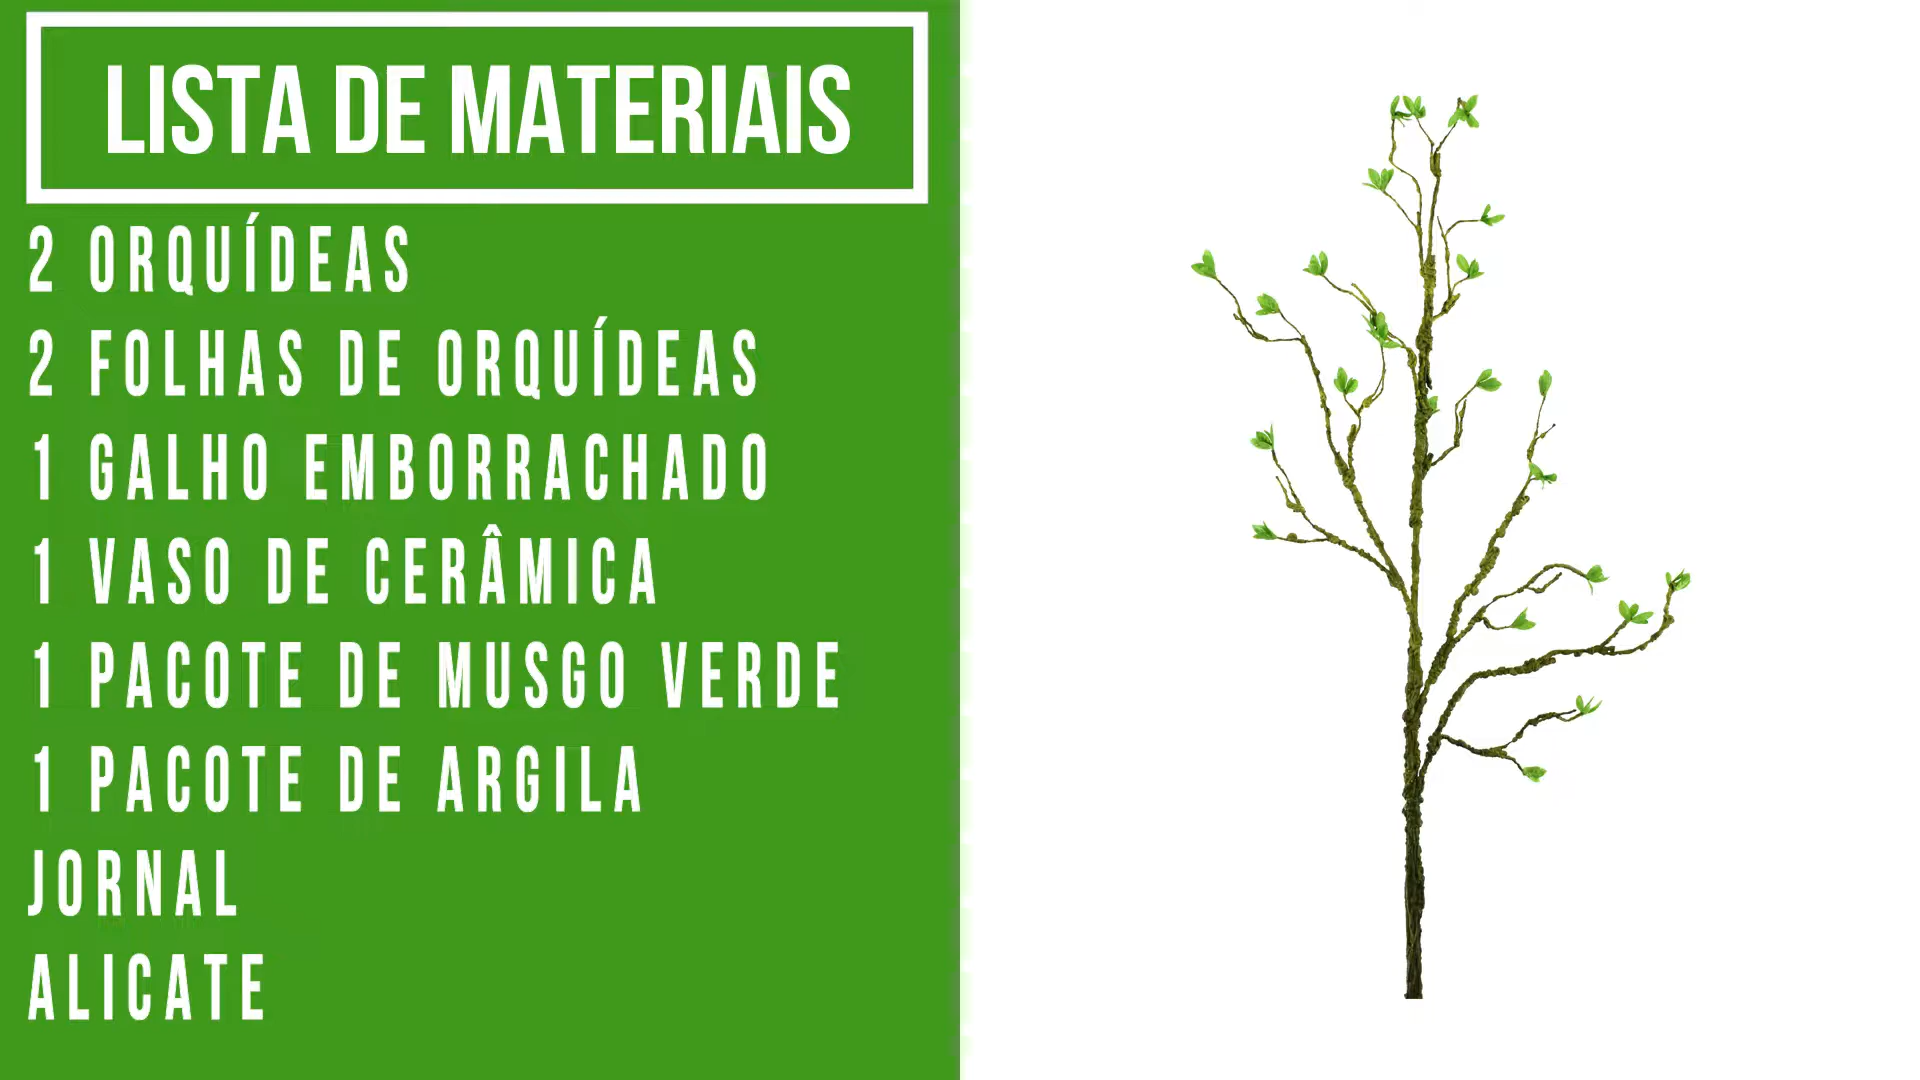 LISTA DE MATERIAIS
2 ORQUÍDEAS
2 FOLHAS DE ORQUÍDEAS
1 GALHO EMBORRACHADO
1 VASO DE CERÂMICA
1 PACOTE DE MUSGO VERDE
1 PACOTE DE ARGILA
JORNAL
ALICATE